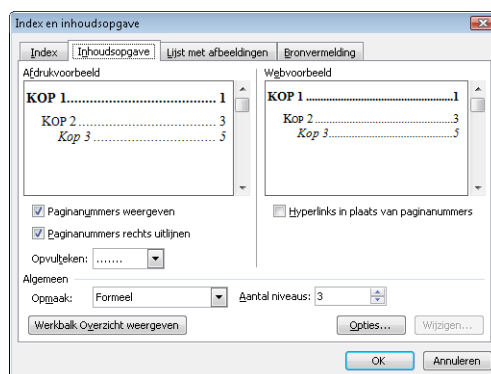 Index en inhoudsopgave
Index Inhoudsopgave Lijst met afbeeldingen Bronvermelding
Afdrukvoorbeeld Webvoorbeeld
KOP 1.................................... 1
KOP 2 .............................. 3
Kop 3 ........................... 5
KOP 1 ....................................................1
KOP 2 ................................................3
Kop 3 .............................................5
Paginanummers weergeven
Hyperlinks in plaats van paginanummers
Paginanummers rechts uitlijnen
Opvulteken: .......
Algemeen
Opmaak: Formeel Aantal niveaus: 3
Werkbalk Overzicht weergeven Opties... Wijzigen...
OK Annuleren